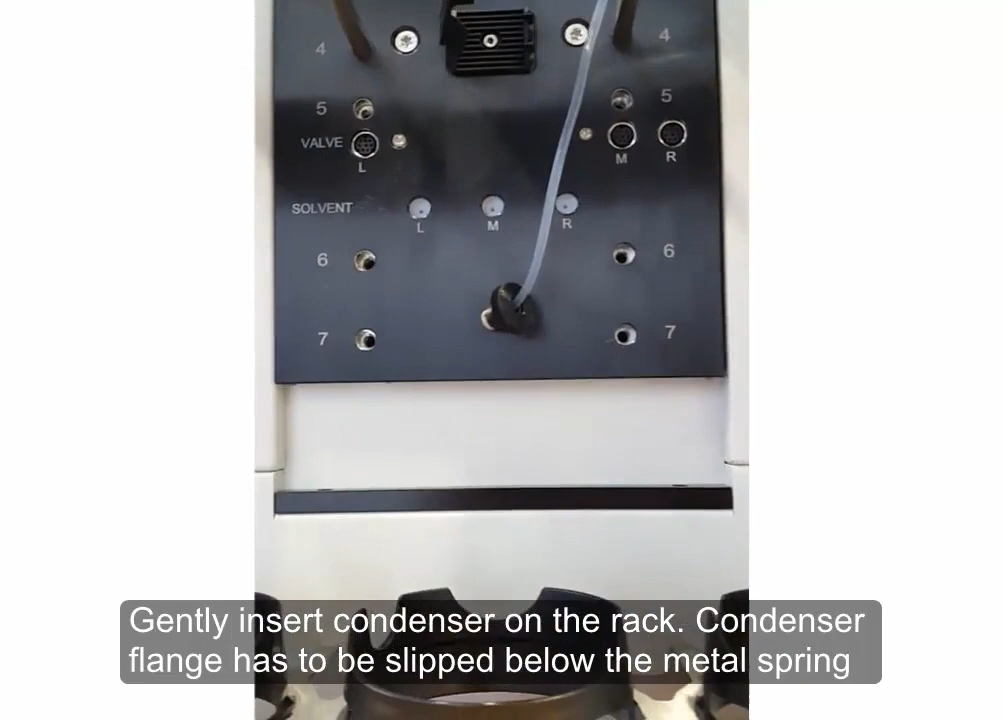 4 4
5 5
VALVE
L M R
SOLVENT
L M R
6 6
7 7
Gently insert condenser on the rack. Condenser
flange has to be slipped below the metal spring